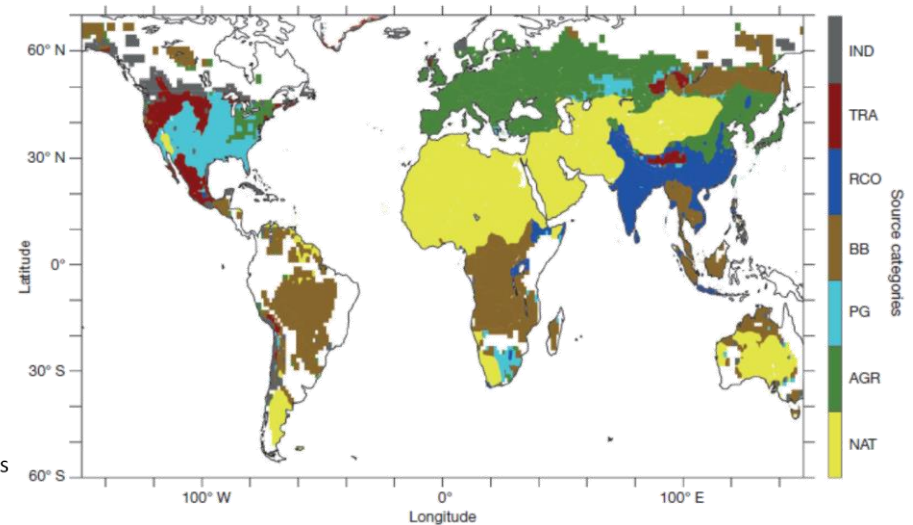 60° N
30° N
0°
30° S
60° S
Latitude
100° W
0°
100° E
Longitude
IND
TRA
RCO
BB
PG
AGR
NAT
Source categories
s